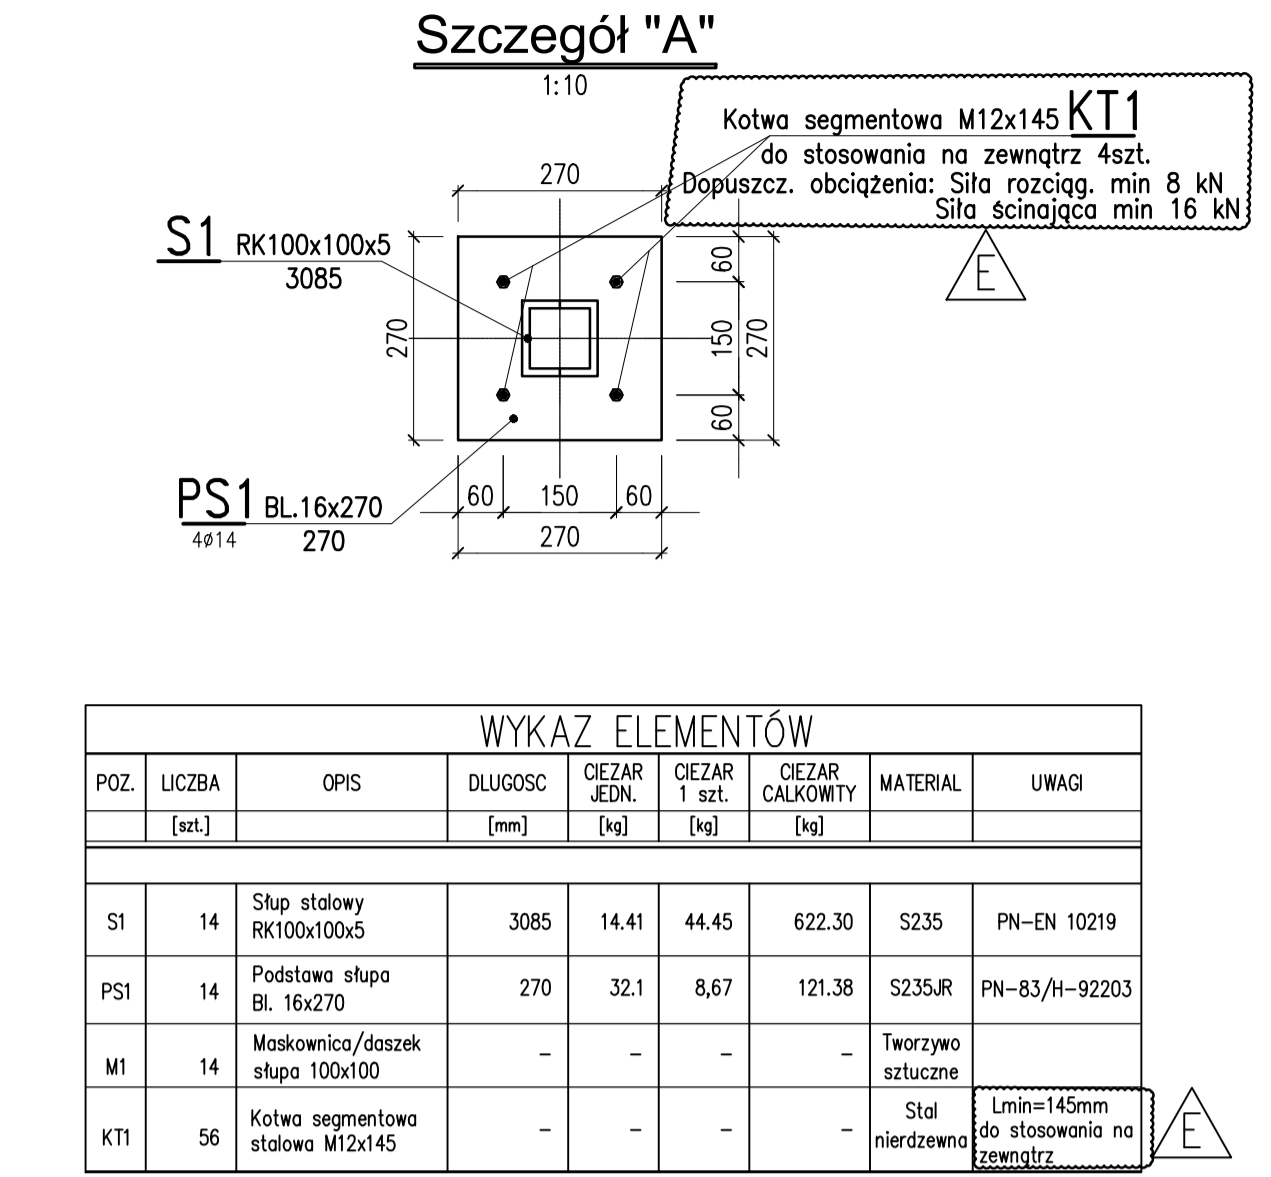 Szczegół "A"
1:10
Kotwa segmentowa M12x145 KT1
do stosowania na zewnątrz 4szt.
Dopuszcz. obciążenia: Siła rozciąg. min 8 kN
Siła ścinająca min 16 kN
E
270
S1 RK100x100x5
3085
270
60
150
60
270
PS1 BL.16x270
4ø14 270
60 150 60
270
WYKAZ ELEMENTÓW
POZ. LICZBA OPIS DLUGOSC CIEZAR JEDN. CIEZAR 1 szt. CIEZAR CALKOWITY MATERIAL UWAGI
[szt.] [mm] [kg] [kg] [kg]
S1 14 Słup stalowy RK100x100x5 3085 14.41 44.45 622.30 S235 PN-EN 10219
PS1 14 Podstawa słupa Bl. 16x270 270 32.1 8,67 121.38 S235JR PN-83/H-92203
M1 14 Maskownica/daszek słupa 100x100 – – – – Tworzywo sztuczne
KT1 56 Kotwa segmentowa stalowa M12x145 – – – – Stal nierdzewna Lmin=145mm do stosowania na zewnątrz
E